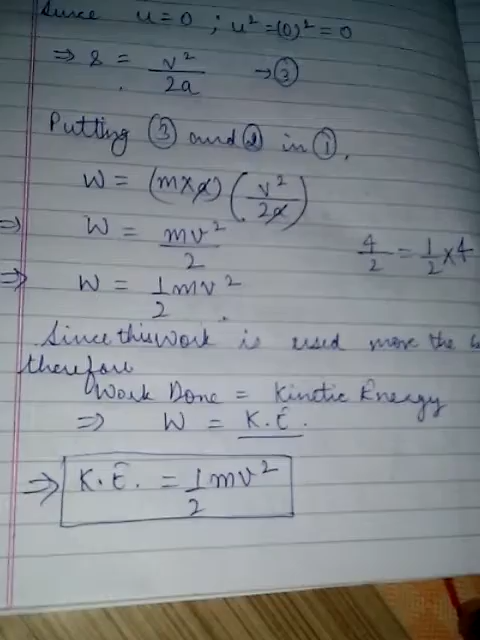 Since u = 0 ; u² = (0)² = 0
⇒ s = v²/2a →③
Putting ③ and ② in ①,
W = (m×a) (v²/2a)
⇒ W = mv²/2
4/2 = 1/2 × 4
⇒ W = 1/2 mv².
Since this work is used move the
therefore
Work Done = Kinetic Energy
⇒ W = K.E.
⇒ K.E. = 1/2 mv²